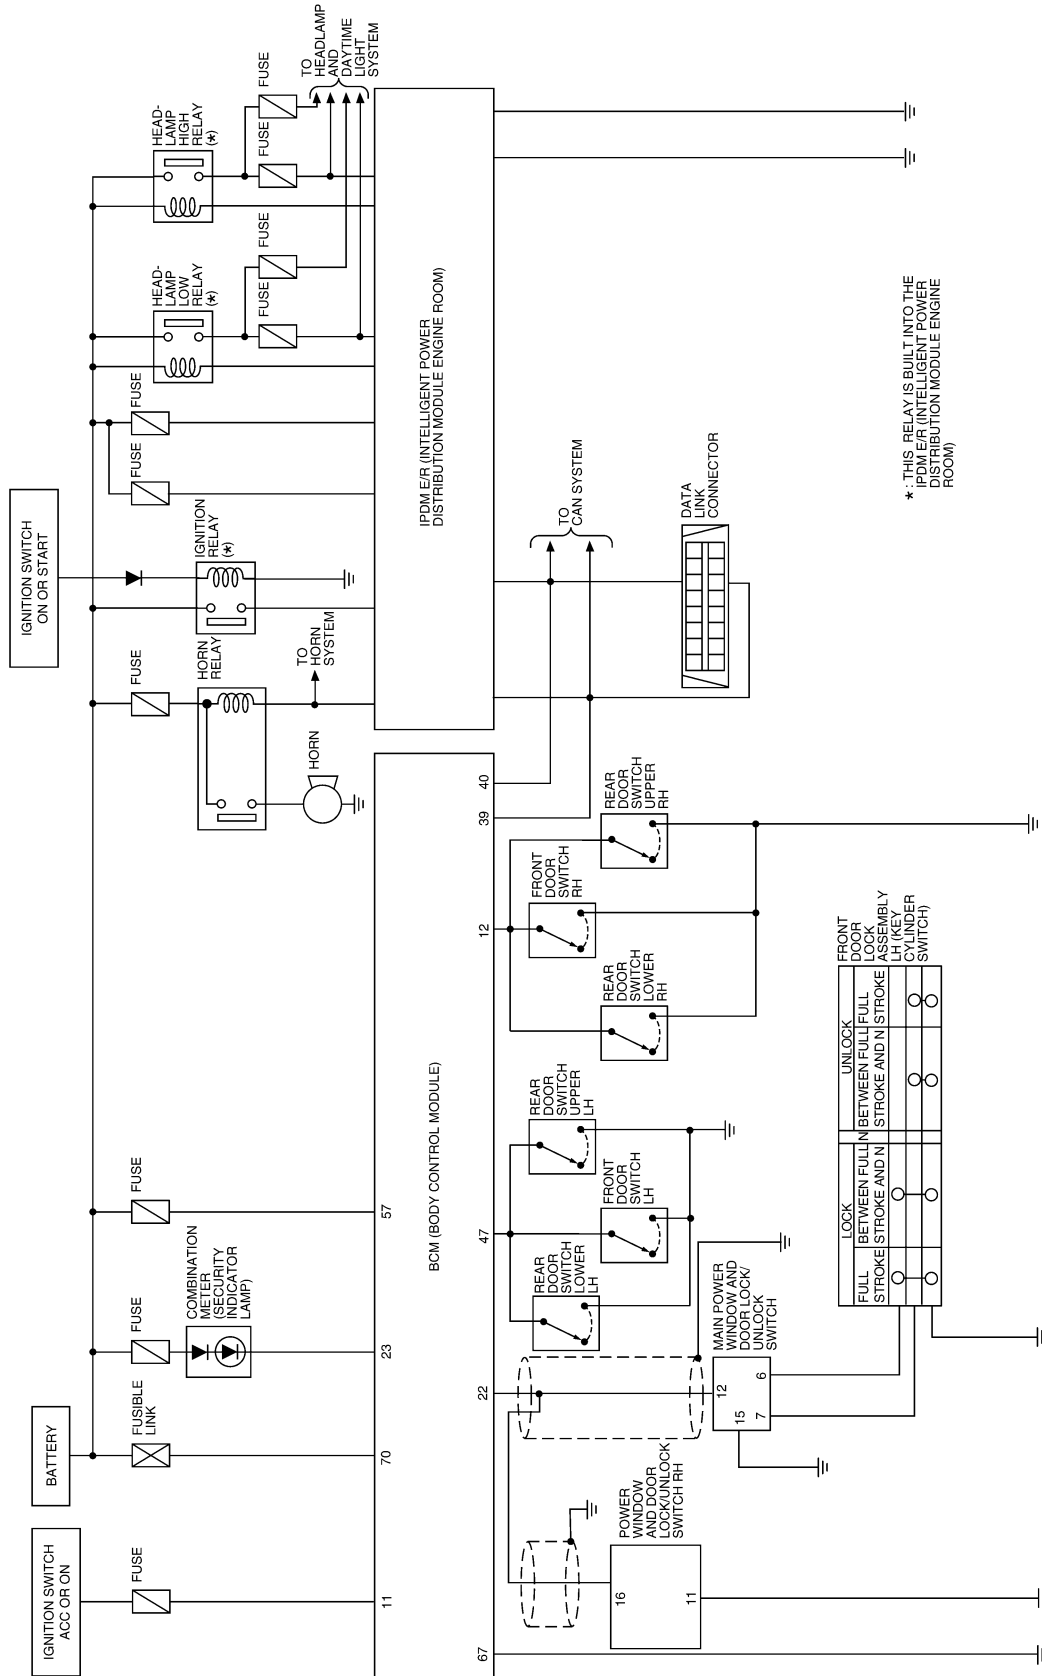 IGNITION SWITCH
ACC OR ON
BATTERY
IGNITION SWITCH
ON OR START
FUSE
FUSIBLE
LINK
FUSE
COMBINATION
METER
(SECURITY
INDICATOR
LAMP)
FUSE
FUSE
HORN
RELAY
HORN
TO
HORN
SYSTEM
IGNITION
RELAY
(*)
FUSE
FUSE
HEAD-
LAMP
LOW
RELAY
(*)
FUSE
FUSE
HEAD-
LAMP
HIGH
RELAY
(*)
FUSE
FUSE
TO
HEADLAMP
AND
DAYTIME
LIGHT
SYSTEM
11
70
23
57
BCM (BODY CONTROL MODULE)
IPDM E/R (INTELLIGENT POWER
DISTRIBUTION MODULE ENGINE ROOM)
67
22
47
12
39
40
REAR
DOOR
SWITCH
LOWER
LH
FRONT
DOOR
SWITCH
LH
REAR
DOOR
SWITCH
UPPER
LH
REAR
DOOR
SWITCH
LOWER
RH
FRONT
DOOR
SWITCH
RH
REAR
DOOR
SWITCH
UPPER
RH
TO
CAN SYSTEM
DATA
LINK
CONNECTOR
POWER
WINDOW
AND DOOR
LOCK/UNLOCK
SWITCH RH
16
11
MAIN POWER
WINDOW AND
DOOR LOCK/
UNLOCK
SWITCH
12
15
7
6
FRONT
DOOR
LOCK
ASSEMBLY
LH (KEY
CYLINDER
SWITCH)
LOCK
N
UNLOCK
FULL
STROKE
BETWEEN FULL
STROKE AND N
BETWEEN FULL
STROKE AND N
FULL
STROKE
* : THIS RELAY IS BUILT INTO THE
IPDM E/R (INTELLIGENT POWER
DISTRIBUTION MODULE ENGINE
ROOM)